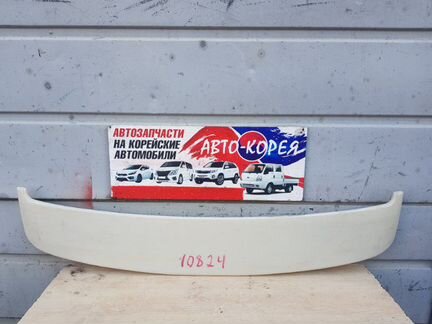 АВТОЗАПЧАСТИ
НА КОРЕЙСКИЕ
АВТОМОБИЛИ
АВТО-КОРЕЯ
10824